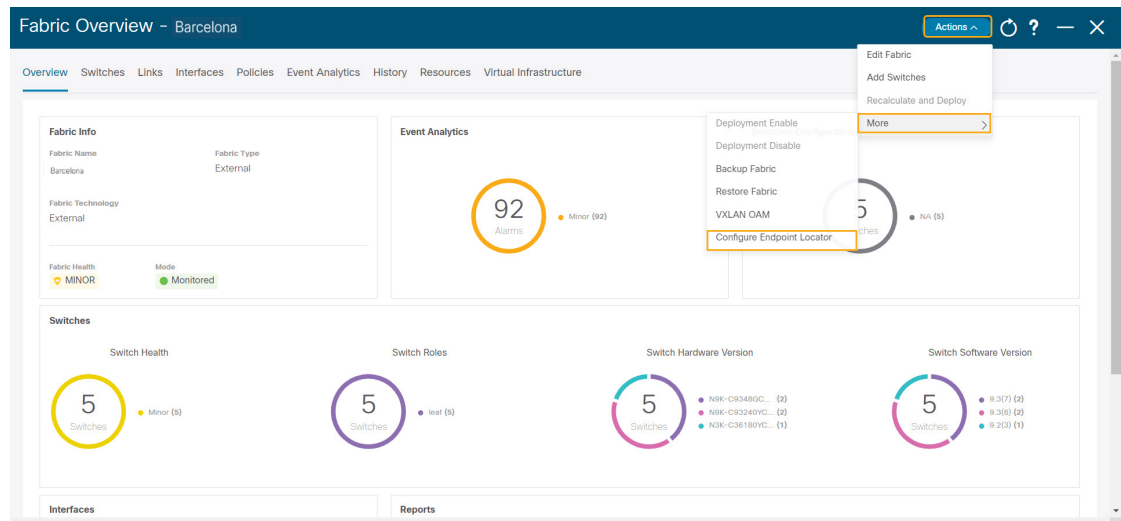 Fabric Overview - Barcelona
Actions
?
Edit Fabric
Add Switches
Recalculate and Deploy
More
Overview Switches Links Interfaces Policies Event Analytics History Resources Virtual Infrastructure
Deployment Enable
Deployment Disable
Backup Fabric
Restore Fabric
VXLAN OAM
Configure Endpoint Locator
Fabric Info
Fabric Name
Barcelona
Fabric Type
External
Fabric Technology
External
Fabric Health
MINOR
Mode
Monitored
Event Analytics
92
Alarms
Minor (92)
5
NA (5)
Switches
Switch Health
5
Switches
Minor (5)
Switch Roles
5
Switches
leaf (5)
Switch Hardware Version
5
Switches
N9K-C9348GC... (2)
N9K-C93240YC... (2)
N3K-C36180YC... (1)
Switch Software Version
5
Switches
9.3(7) (2)
9.3(6) (2)
9.2(3) (1)
Interfaces
Reports